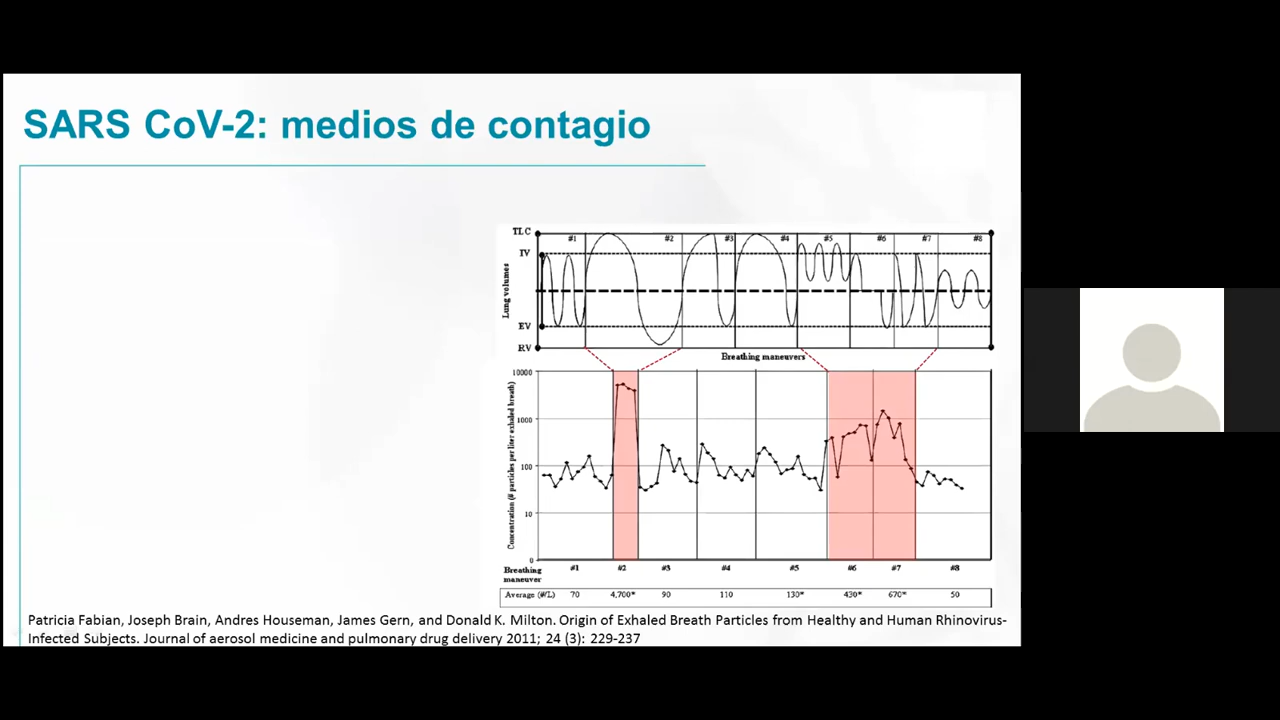 SARS CoV-2: medios de contagio
TLC
IV
EV
RV
Lung volumes
#1 #2 #3 #4 #5 #6 #7 #8
Breathing maneuvers
Concentration (# particles per liter exhaled breath)
10000
1000
100
10
0
Breathing maneuver #1 #2 #3 #4 #5 #6 #7 #8
Average (#/L) 70 4,700* 90 110 130* 430* 670* 50
Patricia Fabian, Joseph Brain, Andres Houseman, James Gern, and Donald K. Milton. Origin of Exhaled Breath Particles from Healthy and Human Rhinovirus-
Infected Subjects. Journal of aerosol medicine and pulmonary drug delivery 2011; 24 (3): 229-237